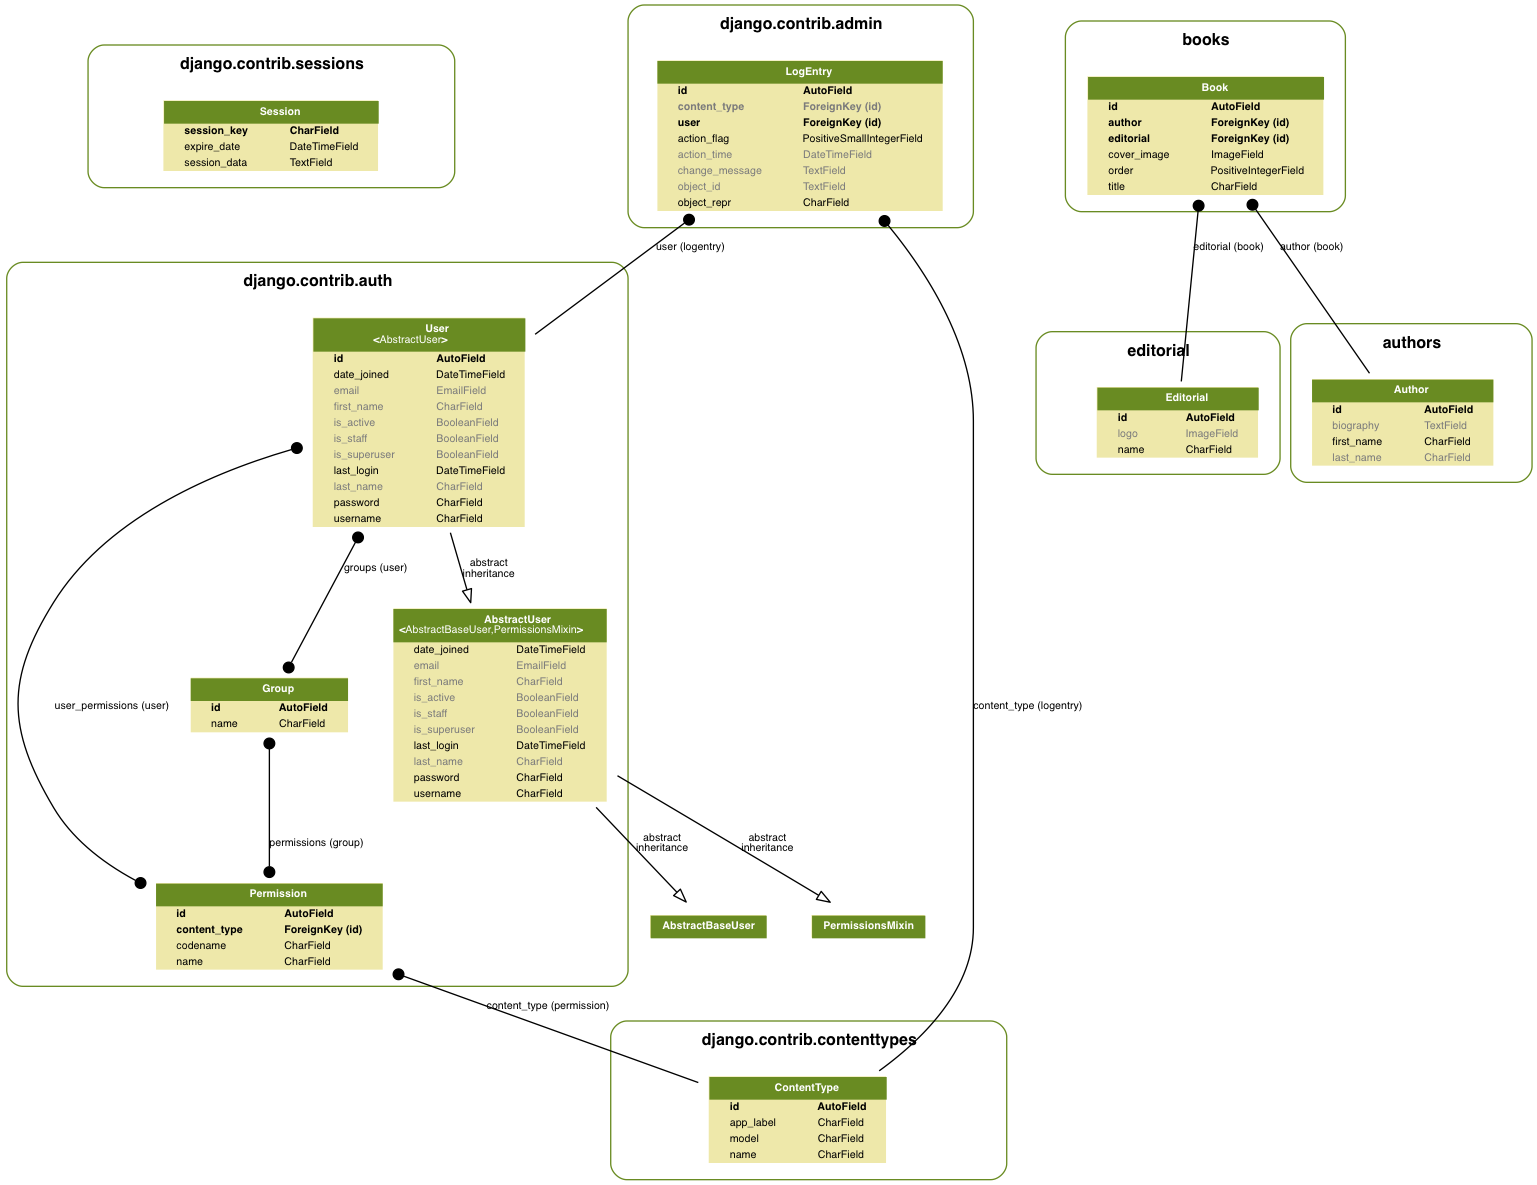 django.contrib.admin
LogEntry
id AutoField
content_type ForeignKey (id)
user ForeignKey (id)
action_flag PositiveSmallIntegerField
action_time DateTimeField
change_message TextField
object_id TextField
object_repr CharField
books
Book
id AutoField
author ForeignKey (id)
editorial ForeignKey (id)
cover_image ImageField
order PositiveIntegerField
title CharField
django.contrib.sessions
Session
session_key CharField
expire_date DateTimeField
session_data TextField
user (logentry)
editorial (book)
author (book)
django.contrib.auth
User
<AbstractUser>
id AutoField
date_joined DateTimeField
email EmailField
first_name CharField
is_active BooleanField
is_staff BooleanField
is_superuser BooleanField
last_login DateTimeField
last_name CharField
password CharField
username CharField
editorial
Editorial
id AutoField
logo ImageField
name CharField
authors
Author
id AutoField
biography TextField
first_name CharField
last_name CharField
groups (user)
abstract
inheritance
AbstractUser
<AbstractBaseUser,PermissionsMixin>
date_joined DateTimeField
email EmailField
first_name CharField
is_active BooleanField
is_staff BooleanField
is_superuser BooleanField
last_login DateTimeField
last_name CharField
password CharField
username CharField
Group
id AutoField
name CharField
user_permissions (user)
content_type (logentry)
permissions (group)
abstract
inheritance
abstract
inheritance
Permission
id AutoField
content_type ForeignKey (id)
codename CharField
name CharField
AbstractBaseUser
PermissionsMixin
content_type (permission)
django.contrib.contenttypes
ContentType
id AutoField
app_label CharField
model CharField
name CharField